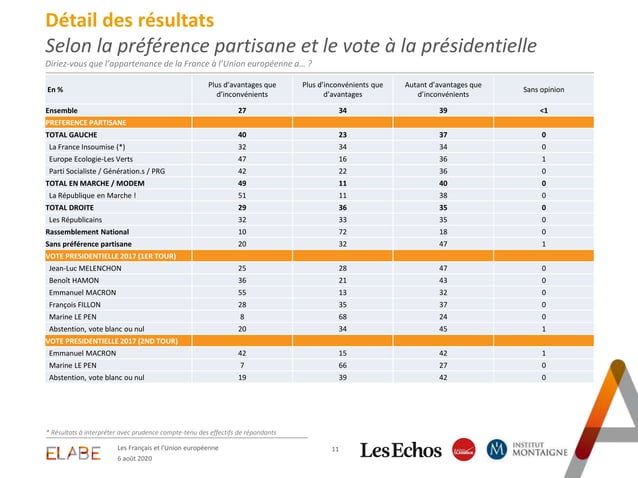 Détail des résultats
Selon la préférence partisane et le vote à la présidentielle
Diriez-vous que l'appartenance de la France à l'Union européenne a… ?
En % Plus d'avantages que d'inconvénients Plus d'inconvénients que d'avantages Autant d'avantages que d'inconvénients Sans opinion
Ensemble 27 34 39 <1
PREFERENCE PARTISANE
TOTAL GAUCHE 40 23 37 0
La France Insoumise (*) 32 34 34 0
Europe Ecologie-Les Verts 47 16 36 1
Parti Socialiste / Génération.s / PRG 42 22 36 0
TOTAL EN MARCHE / MODEM 49 11 40 0
La République en Marche ! 51 11 38 0
TOTAL DROITE 29 36 35 0
Les Républicains 32 33 35 0
Rassemblement National 10 72 18 0
Sans préférence partisane 20 32 47 1
VOTE PRESIDENTIELLE 2017 (1ER TOUR)
Jean-Luc MELENCHON 25 28 47 0
Benoît HAMON 36 21 43 0
Emmanuel MACRON 55 13 32 0
François FILLON 28 35 37 0
Marine LE PEN 8 68 24 0
Abstention, vote blanc ou nul 20 34 45 1
VOTE PRESIDENTIELLE 2017 (2ND TOUR)
Emmanuel MACRON 42 15 42 1
Marine LE PEN 7 66 27 0
Abstention, vote blanc ou nul 19 39 42 0
* Résultats à interpréter avec prudence compte-tenu des effectifs de répondants
ELABE
Les Français et l'Union européenne
6 août 2020
11
Les Echos
M
INSTITUT
MONTAIGNE